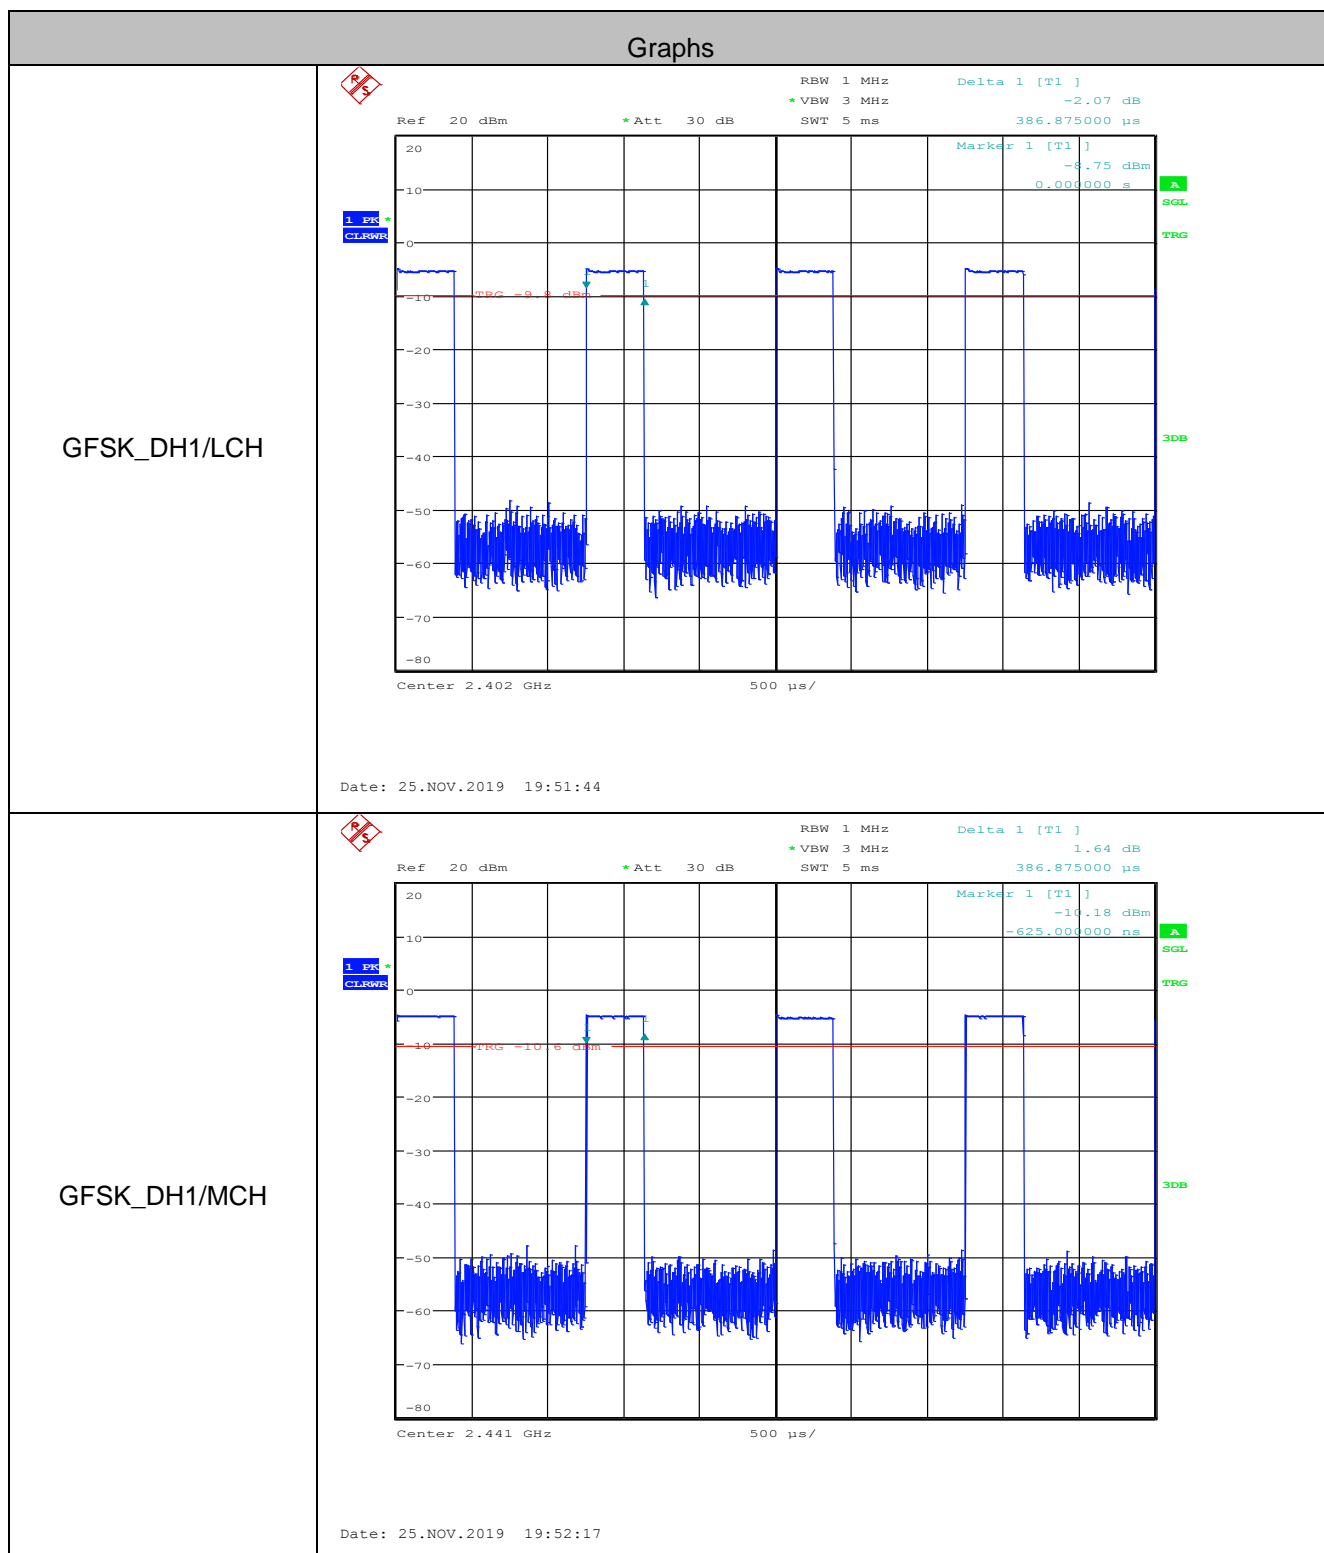 Graphs
GFSK_DH1/LCH
R S
RBW 1 MHz Delta 1 [T1 ]
*VBW 3 MHz -2.07 dB
Ref 20 dBm *Att 30 dB SWT 5 ms 386.875000 µs
20 Marker 1 [T1 ]
-8.75 dBm
10 0.000000 s A
SGL
1 PK *
CLRWR TRG
0
1
-10 TRG -9.8 dBm
-20
-30
3DB
-40
-50
-60
-70
-80
Center 2.402 GHz 500 µs/
Date: 25.NOV.2019 19:51:44
GFSK_DH1/MCH
R S
RBW 1 MHz Delta 1 [T1 ]
*VBW 3 MHz 1.64 dB
Ref 20 dBm *Att 30 dB SWT 5 ms 386.875000 µs
20 Marker 1 [T1 ]
-10.18 dBm
10 -625.000000 ns A
SGL
1 PK *
CLRWR TRG
0
1
-10 TRG -10.6 dBm
-20
-30
3DB
-40
-50
-60
-70
-80
Center 2.441 GHz 500 µs/
Date: 25.NOV.2019 19:52:17